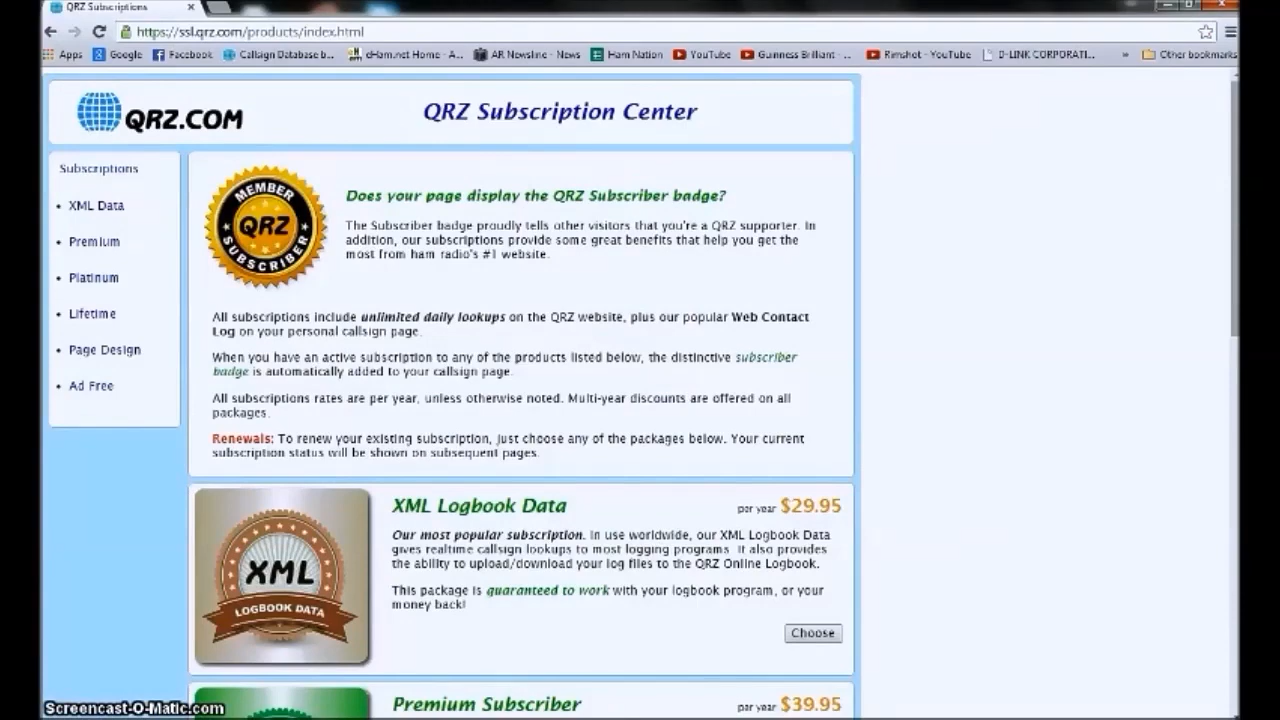 QRZ Subscriptions
https://ssl.qrz.com/products/index.html
Apps Google Facebook Callsign Database b... eHam.net Home - A... AR Newsline - News Ham Nation YouTube Guinness Brilliant - ... Rimshot - YouTube D-LINK CORPORATI... » Other bookmarks
QRZ.COM
QRZ Subscription Center
Subscriptions
• XML Data
• Premium
• Platinum
• Lifetime
• Page Design
• Ad Free
MEMBER
QRZ
SUBSCRIBER
Does your page display the QRZ Subscriber badge?
The Subscriber badge proudly tells other visitors that you're a QRZ supporter. In
addition, our subscriptions provide some great benefits that help you get the
most from ham radio's #1 website.
All subscriptions include unlimited daily lookups on the QRZ website, plus our popular Web Contact
Log on your personal callsign page.
When you have an active subscription to any of the products listed below, the distinctive subscriber
badge is automatically added to your callsign page.
All subscriptions rates are per year, unless otherwise noted. Multi-year discounts are offered on all
packages.
Renewals: To renew your existing subscription, just choose any of the packages below. Your current
subscription status will be shown on subsequent pages.
XML
LOGBOOK DATA
XML Logbook Data
per year $29.95
Our most popular subscription. In use worldwide, our XML Logbook Data
gives realtime callsign lookups to most logging programs. It also provides
the ability to upload/download your log files to the QRZ Online Logbook.
This package is guaranteed to work with your logbook program, or your
money back!
Choose
Premium Subscriber
per year $39.95
Screencast-O-Matic.com